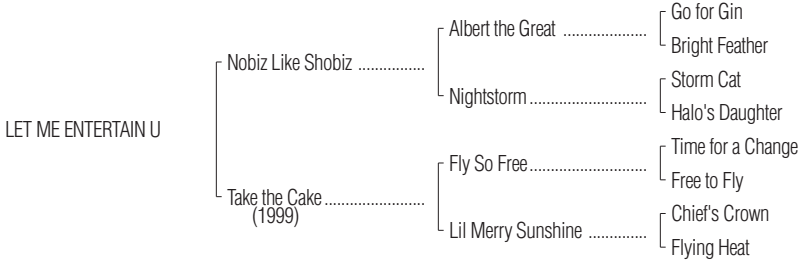 Go for Gin
Albert the Great ....................
Bright Feather
Nobiz Like Shobiz ................
Storm Cat
Nightstorm............................
Halo's Daughter
LET ME ENTERTAIN U
Time for a Change
Fly So Free............................
Free to Fly
Take the Cake........................
(1999)
Chief's Crown
Lil Merry Sunshine ..............
Flying Heat